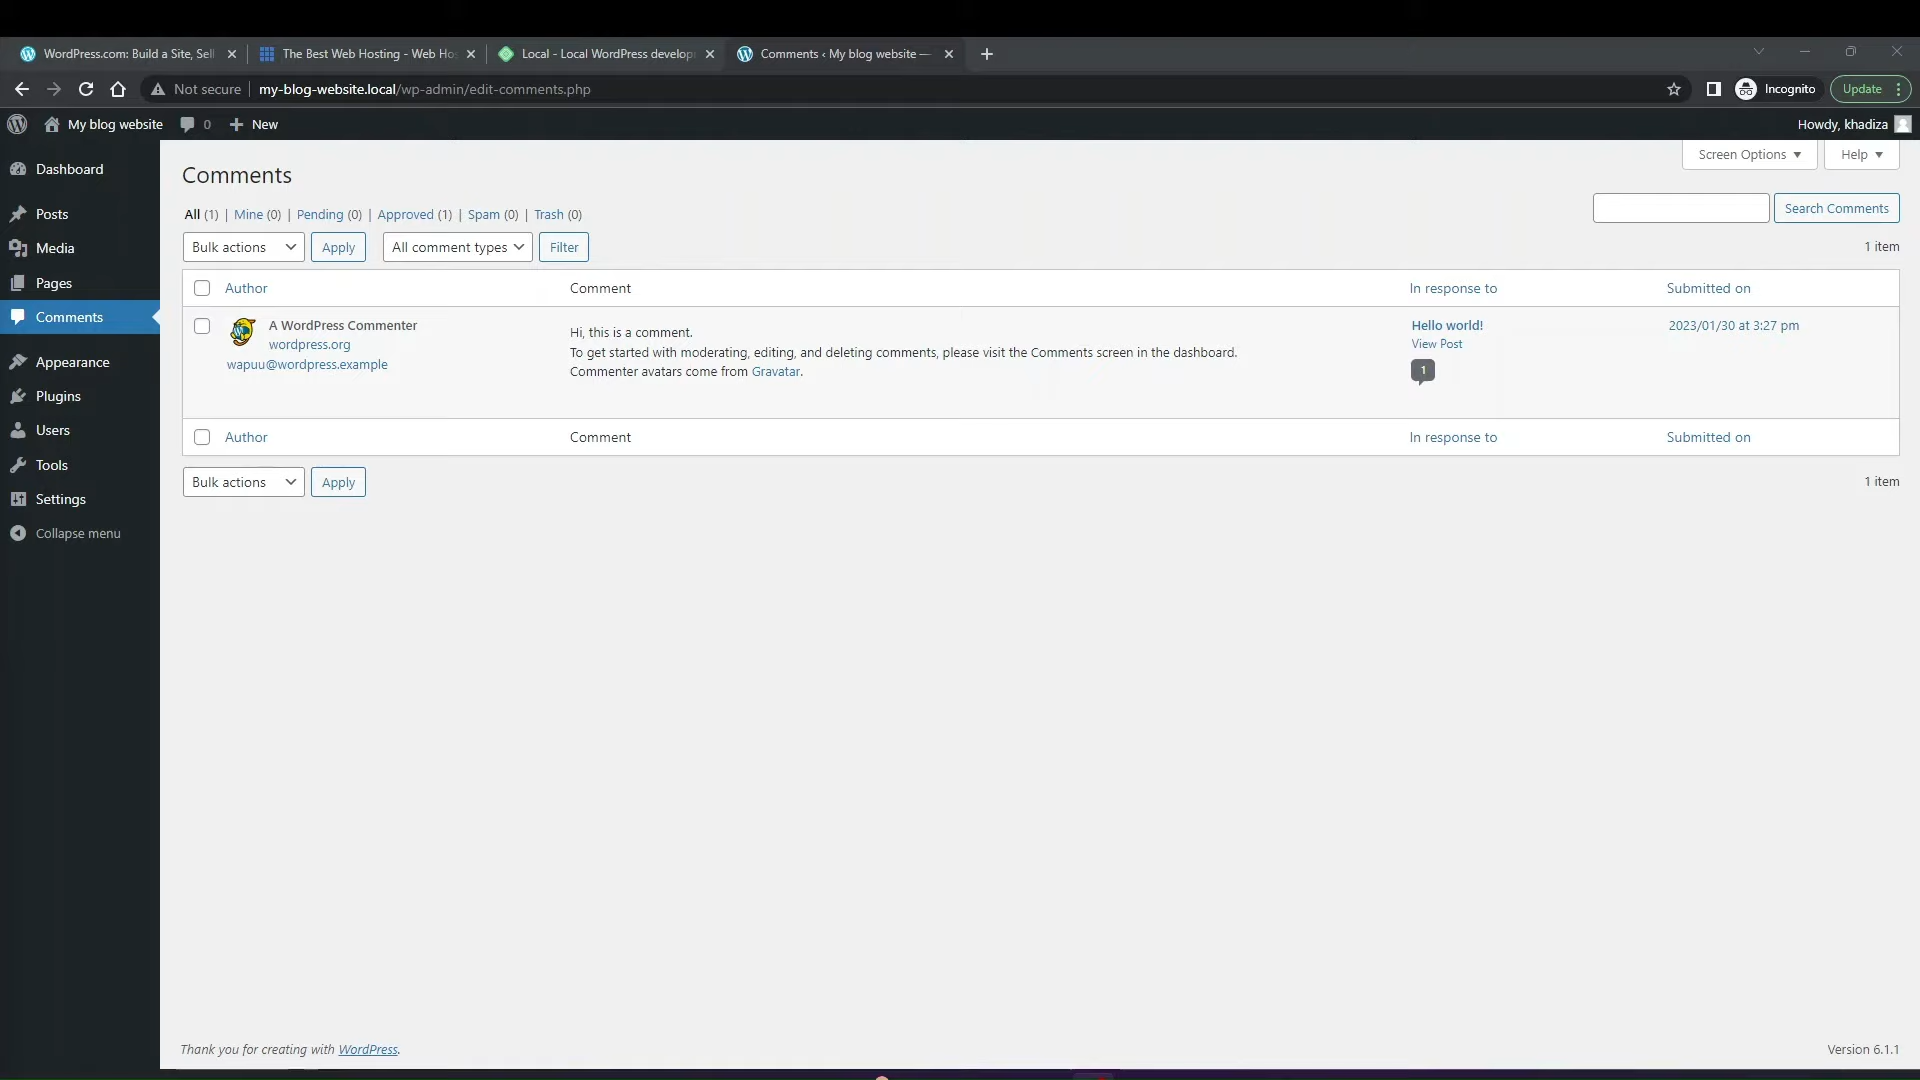 WordPress.com: Build a Site, Sell
The Best Web Hosting - Web Hos
Local - Local WordPress develop
Comments ‹ My blog website —
Not secure
my-blog-website.local/wp-admin/edit-comments.php
Incognito
Update
My blog website
0
New
Howdy, khadiza
Dashboard
Posts
Media
Pages
Comments
Appearance
Plugins
Users
Tools
Settings
Collapse menu
Screen Options
Help
Comments
All (1) | Mine (0) | Pending (0) | Approved (1) | Spam (0) | Trash (0)
Search Comments
Bulk actions
Apply
All comment types
Filter
1 item
Author
Comment
In response to
Submitted on
A WordPress Commenter
wordpress.org
wapuu@wordpress.example
Hi, this is a comment.
To get started with moderating, editing, and deleting comments, please visit the Comments screen in the dashboard.
Commenter avatars come from Gravatar.
Hello world!
View Post
1
2023/01/30 at 3:27 pm
Author
Comment
In response to
Submitted on
Bulk actions
Apply
1 item
Thank you for creating with WordPress.
Version 6.1.1